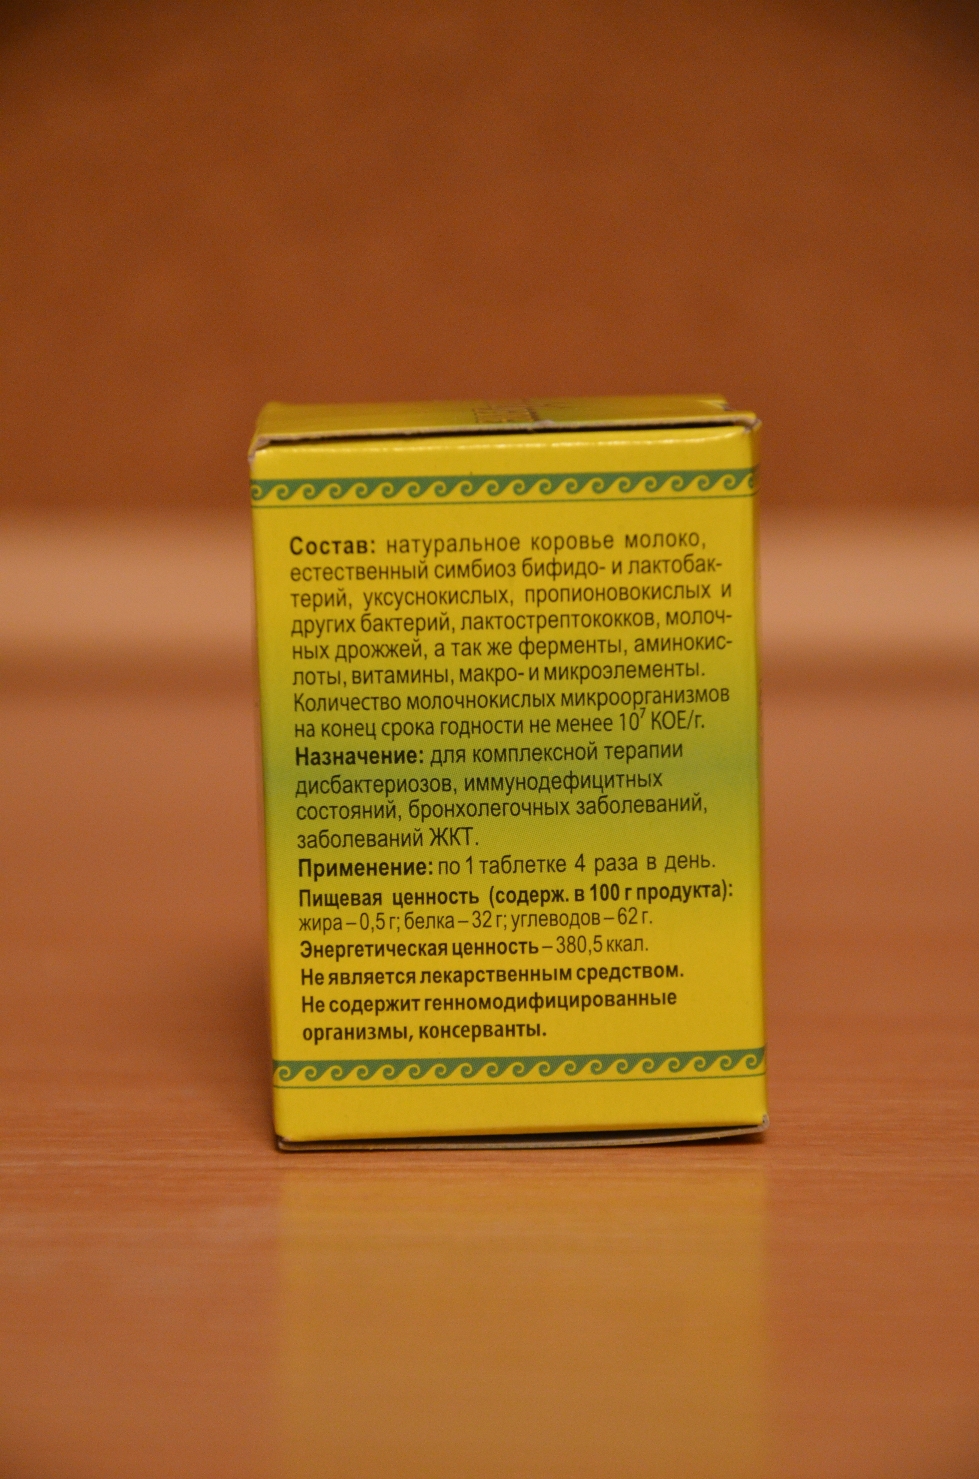 Состав: натуральное коровье молоко,
естественный симбиоз бифидо- и лактобак-
терий, уксуснокислых, пропионовокислых и
других бактерий, лактострептококков, молоч-
ных дрожжей, а так же ферменты, аминокис-
лоты, витамины, макро- и микроэлементы.
Количество молочнокислых микроорганизмов
на конец срока годности не менее 10⁷ КОЕ/г.
Назначение: для комплексной терапии
дисбактериозов, иммунодефицитных
состояний, бронхолегочных заболеваний,
заболеваний ЖКТ.
Применение: по 1 таблетке 4 раза в день.
Пищевая ценность (содерж. в 100 г продукта):
жира – 0,5 г; белка – 32 г; углеводов – 62 г.
Энергетическая ценность – 380,5 ккал.
Не является лекарственным средством.
Не содержит генномодифицированные
организмы, консерванты.